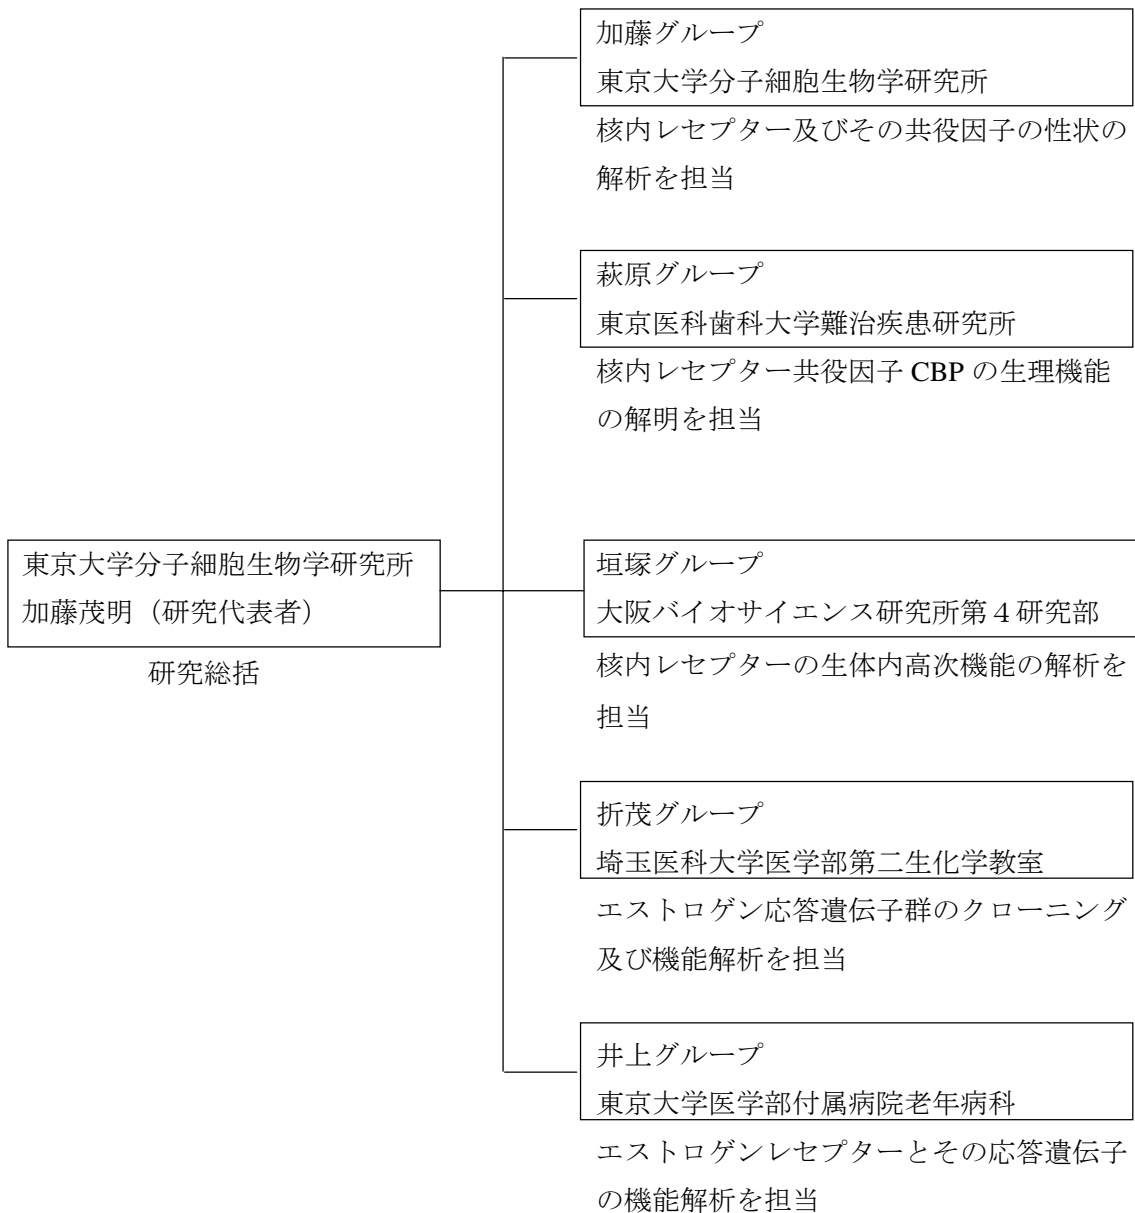 加藤グループ
東京大学分子細胞生物学研究所
核内レセプター及びその共役因子の性状の
解析を担当
萩原グループ
東京医科歯科大学難治疾患研究所
核内レセプター共役因子 CBP の生理機能
の解明を担当
東京大学分子細胞生物学研究所
加藤茂明（研究代表者）
研究総括
垣塚グループ
大阪バイオサイエンス研究所第４研究部
核内レセプターの生体内高次機能の解析を
担当
折茂グループ
埼玉医科大学医学部第二生化学教室
エストロゲン応答遺伝子群のクローニング
及び機能解析を担当
井上グループ
東京大学医学部付属病院老年病科
エストロゲンレセプターとその応答遺伝子
の機能解析を担当